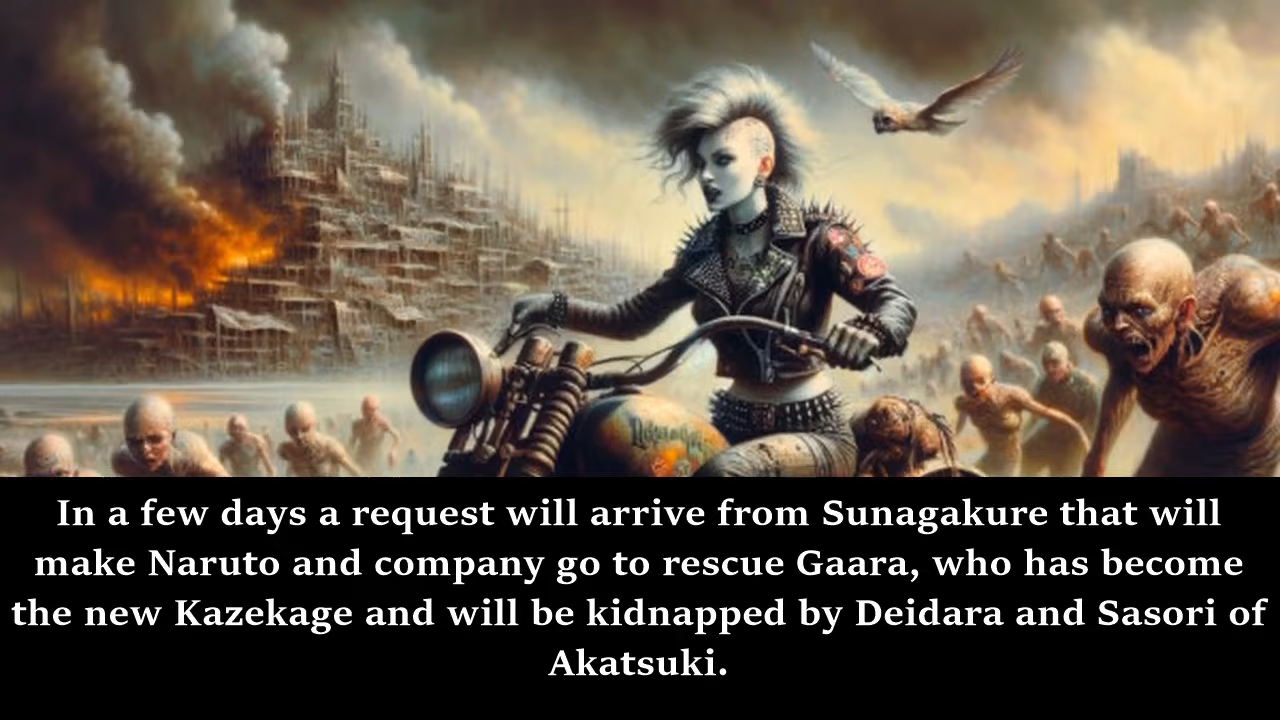 In a few days a request will arrive from Sunagakure that will
make Naruto and company go to rescue Gaara, who has become
the new Kazekage and will be kidnapped by Deidara and Sasori of
Akatsuki.